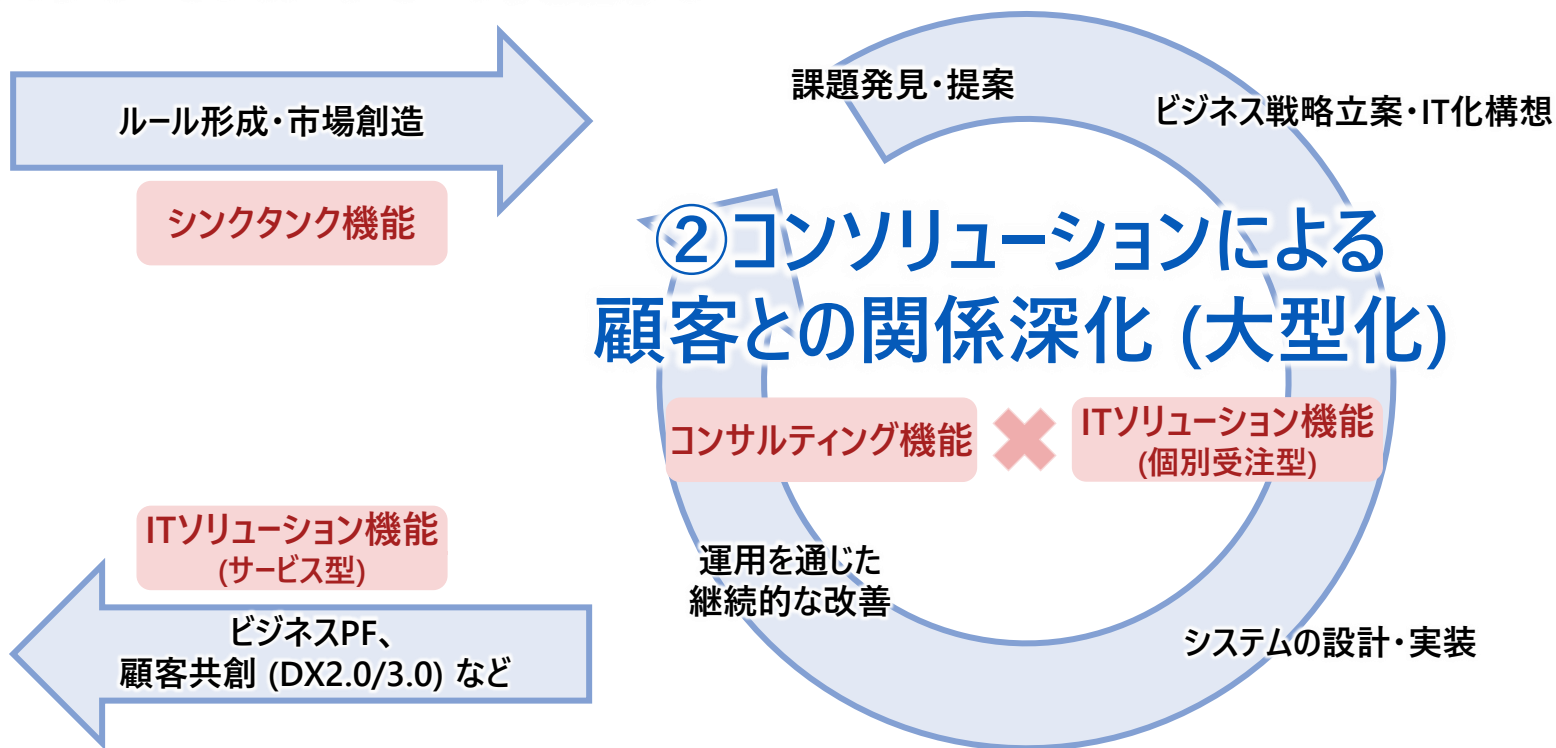 ルール形成・市場創造
シンクタンク機能
課題発見・提案
ビジネス戦略立案・IT化構想
②コンソリューションによる
顧客との関係深化 (大型化)
コンサルティング機能
ITソリューション機能
(個別受注型)
システムの設計・実装
運用を通じた
継続的な改善
ITソリューション機能
(サービス型)
ビジネスPF、
顧客共創 (DX2.0/3.0) など